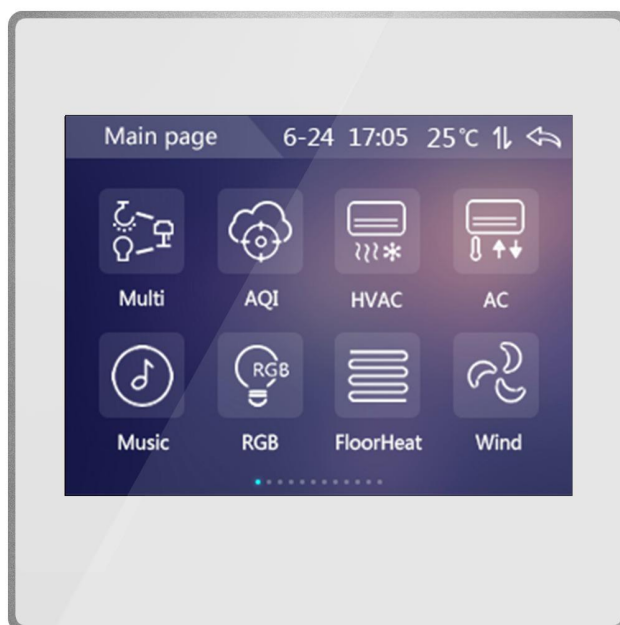 Main page 6-24 17:05 25℃
Multi AQI HVAC AC
RGB
Music RGB FloorHeat Wind